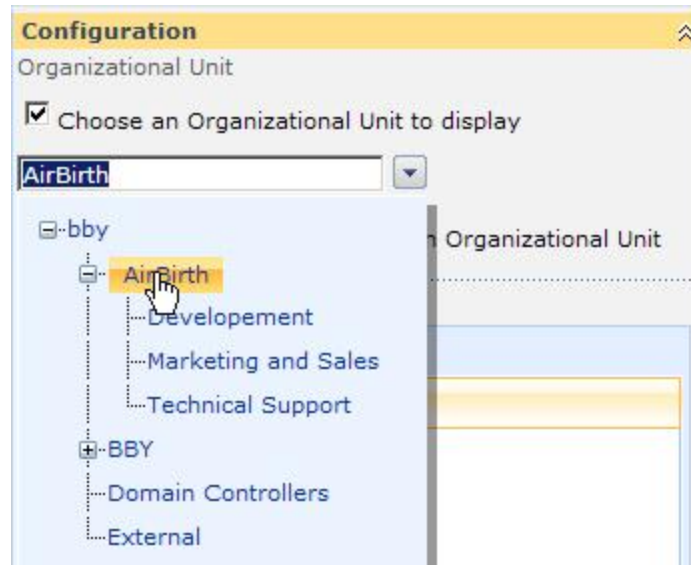 Configuration
Organizational Unit
Choose an Organizational Unit to display
AirBirth
bby
Organizational Unit
AirBirth
Developement
Marketing and Sales
Technical Support
BBY
Domain Controllers
External